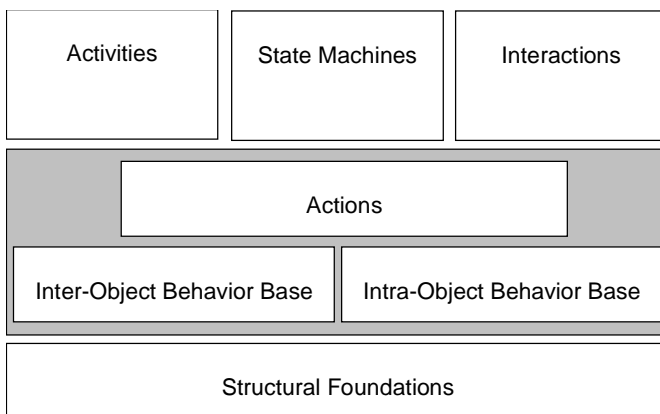 Activities
State Machines
Interactions
Actions
Inter-Object Behavior Base
Intra-Object Behavior Base
Structural Foundations